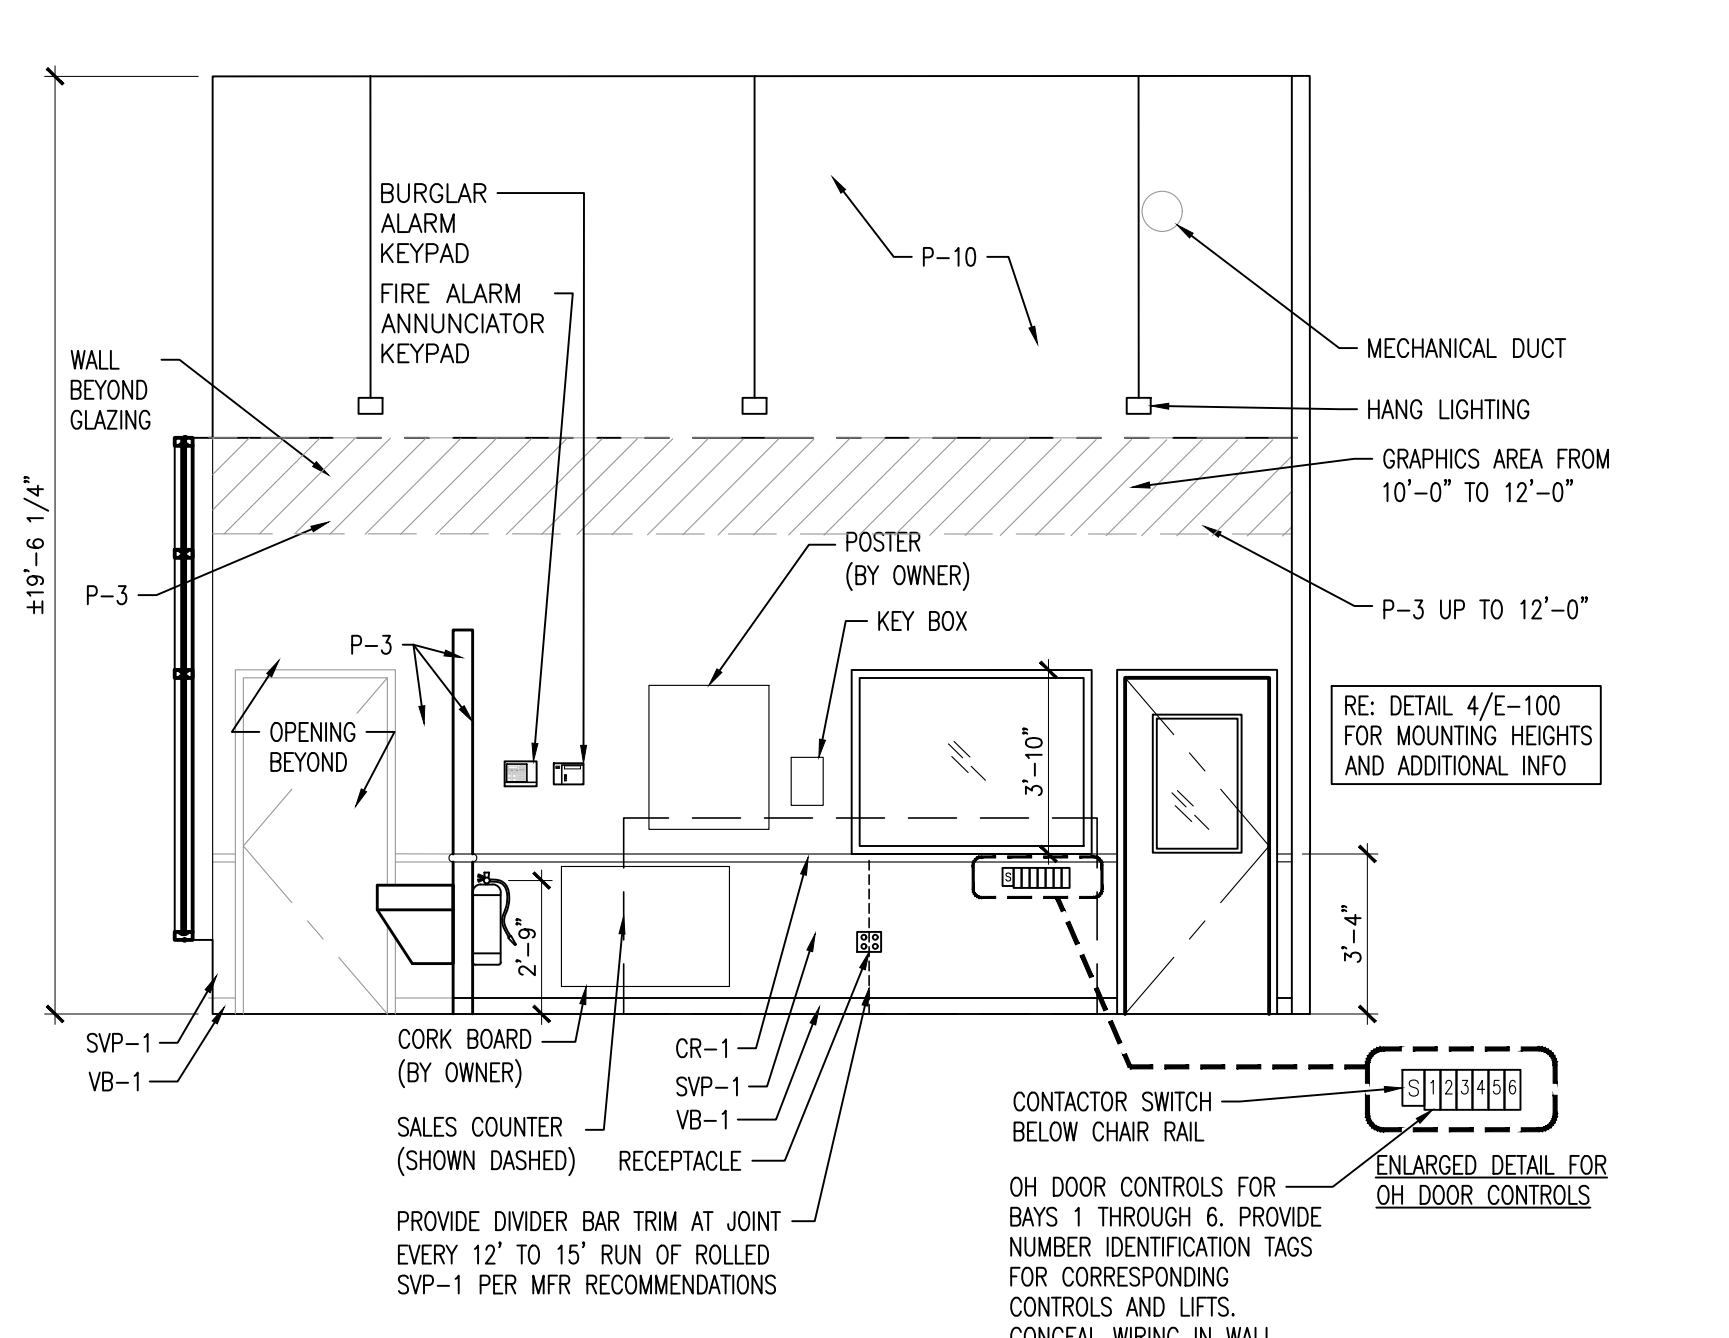 BURGLAR
ALARM
KEYPAD
FIRE ALARM
ANNUNCIATOR
KEYPAD
P-10
MECHANICAL DUCT
HANG LIGHTING
WALL
BEYOND
GLAZING
GRAPHICS AREA FROM
10'-0" TO 12'-0"
±19'-6 1/4"
POSTER
(BY OWNER)
P-3
KEY BOX
P-3 UP TO 12'-0"
P-3
OPENING
BEYOND
3'-10"
RE: DETAIL 4/E-100
FOR MOUNTING HEIGHTS
AND ADDITIONAL INFO
S
2'-9"
3'-4"
SVP-1
VB-1
CORK BOARD
(BY OWNER)
CR-1
SVP-1
VB-1
SALES COUNTER
(SHOWN DASHED)
RECEPTACLE
PROVIDE DIVIDER BAR TRIM AT JOINT
EVERY 12' TO 15' RUN OF ROLLED
SVP-1 PER MFR RECOMMENDATIONS
CONTACTOR SWITCH
BELOW CHAIR RAIL
S 1 2 3 4 5 6
ENLARGED DETAIL FOR
OH DOOR CONTROLS
OH DOOR CONTROLS FOR
BAYS 1 THROUGH 6. PROVIDE
NUMBER IDENTIFICATION TAGS
FOR CORRESPONDING
CONTROLS AND LIFTS.
CONCEAL WIRING IN WALL